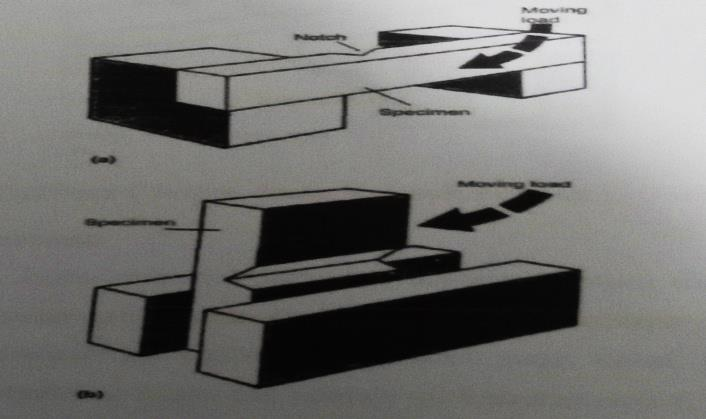 Moving
load
Notch
Specimen
(a)
Moving load
Specimen
(b)